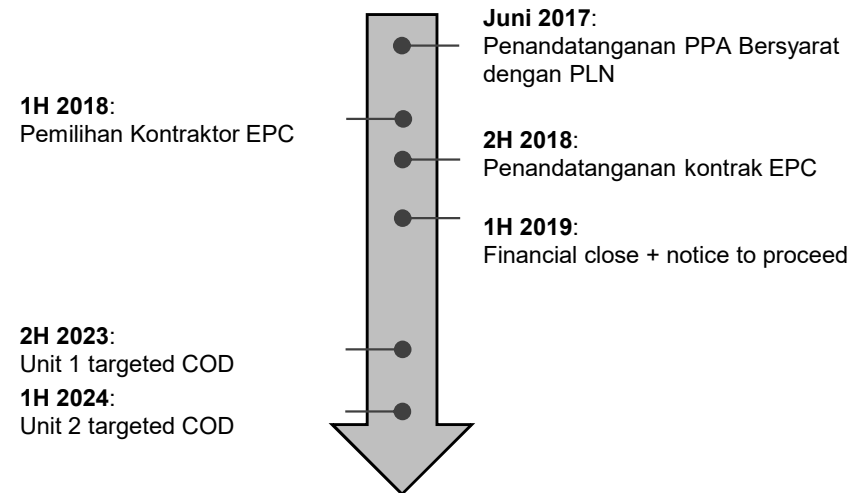 Juni 2017:
Penandatanganan PPA Bersyarat
dengan PLN
1H 2018:
Pemilihan Kontraktor EPC
2H 2018:
Penandatanganan kontrak EPC
1H 2019:
Financial close + notice to proceed
2H 2023:
Unit 1 targeted COD
1H 2024:
Unit 2 targeted COD